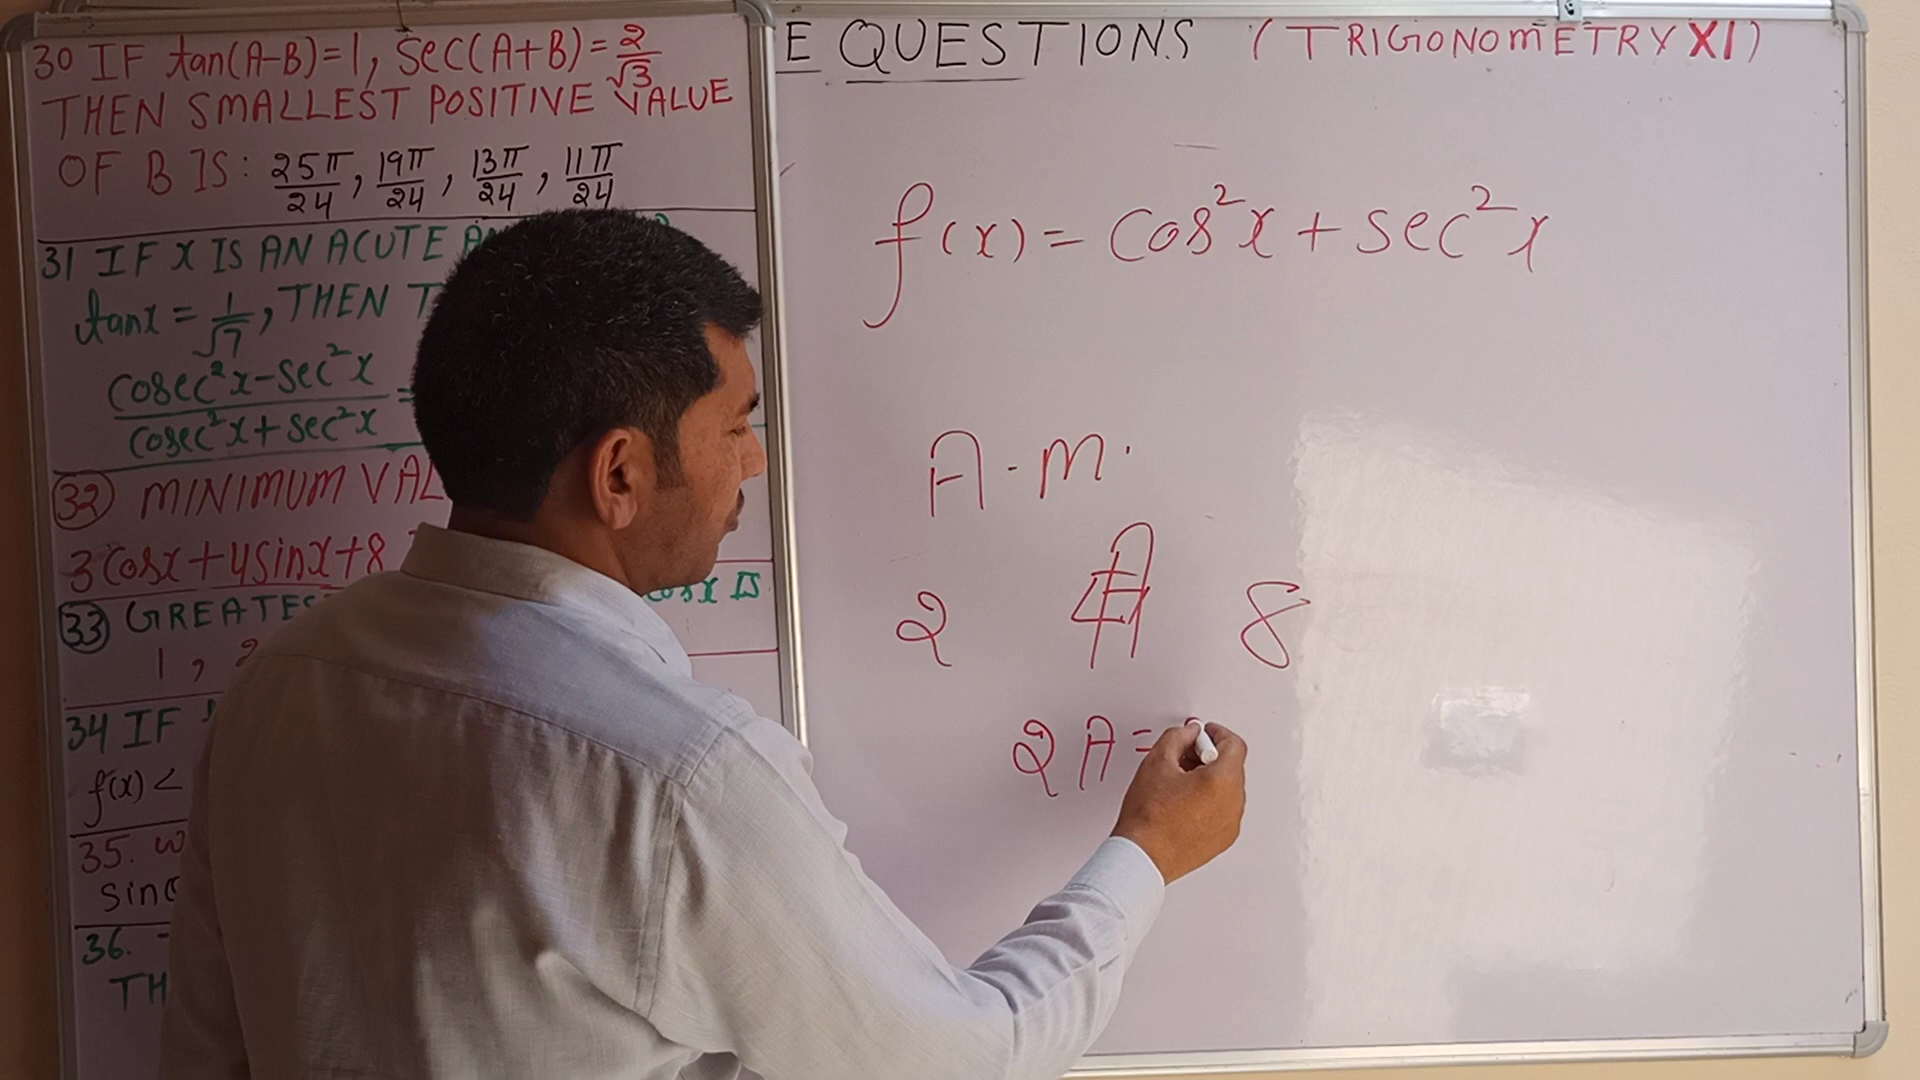 30 IF tan(A-B)=1, sec(A+B)=2/√3
THEN SMALLEST POSITIVE VALUE
OF B IS: 25π/24, 19π/24, 13π/24, 11π/24
31 IF X IS AN ACUTE
tanx = 1/√7, THEN
cosec²x-sec²x / cosec²x+sec²x =
32 MINIMUM VAL
3cosx+4sinx+8
33 GREATES cosx IS
1, 2
34 IF
f(x) <
35. W
sin
36.
TH
E QUESTIONS (TRIGONOMETRY XI)
f(x) = cos²x + sec²x
A.M.
2 A 8
2A =